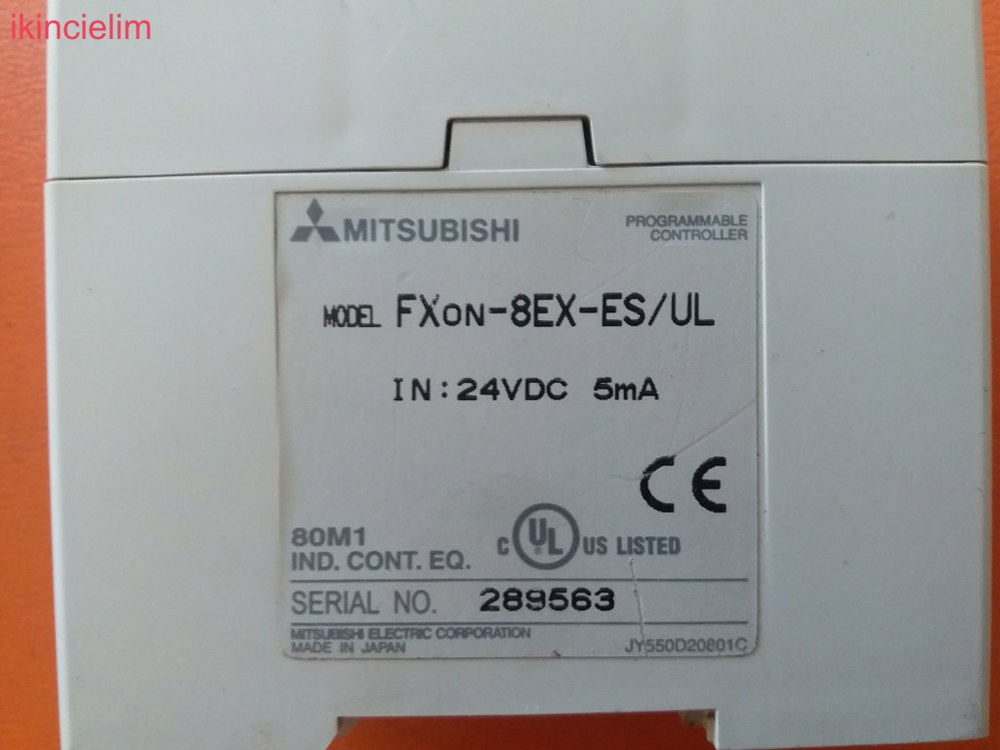 ikincielim
MITSUBISHI
PROGRAMMABLE
CONTROLLER
MODEL FX0N-8EX-ES/UL
IN:24VDC 5mA
CE
80M1
IND. CONT. EQ.
C UL ® US LISTED
SERIAL NO. 289563
MITSUBISHI ELECTRIC CORPORATION
MADE IN JAPAN
JY550D20801C